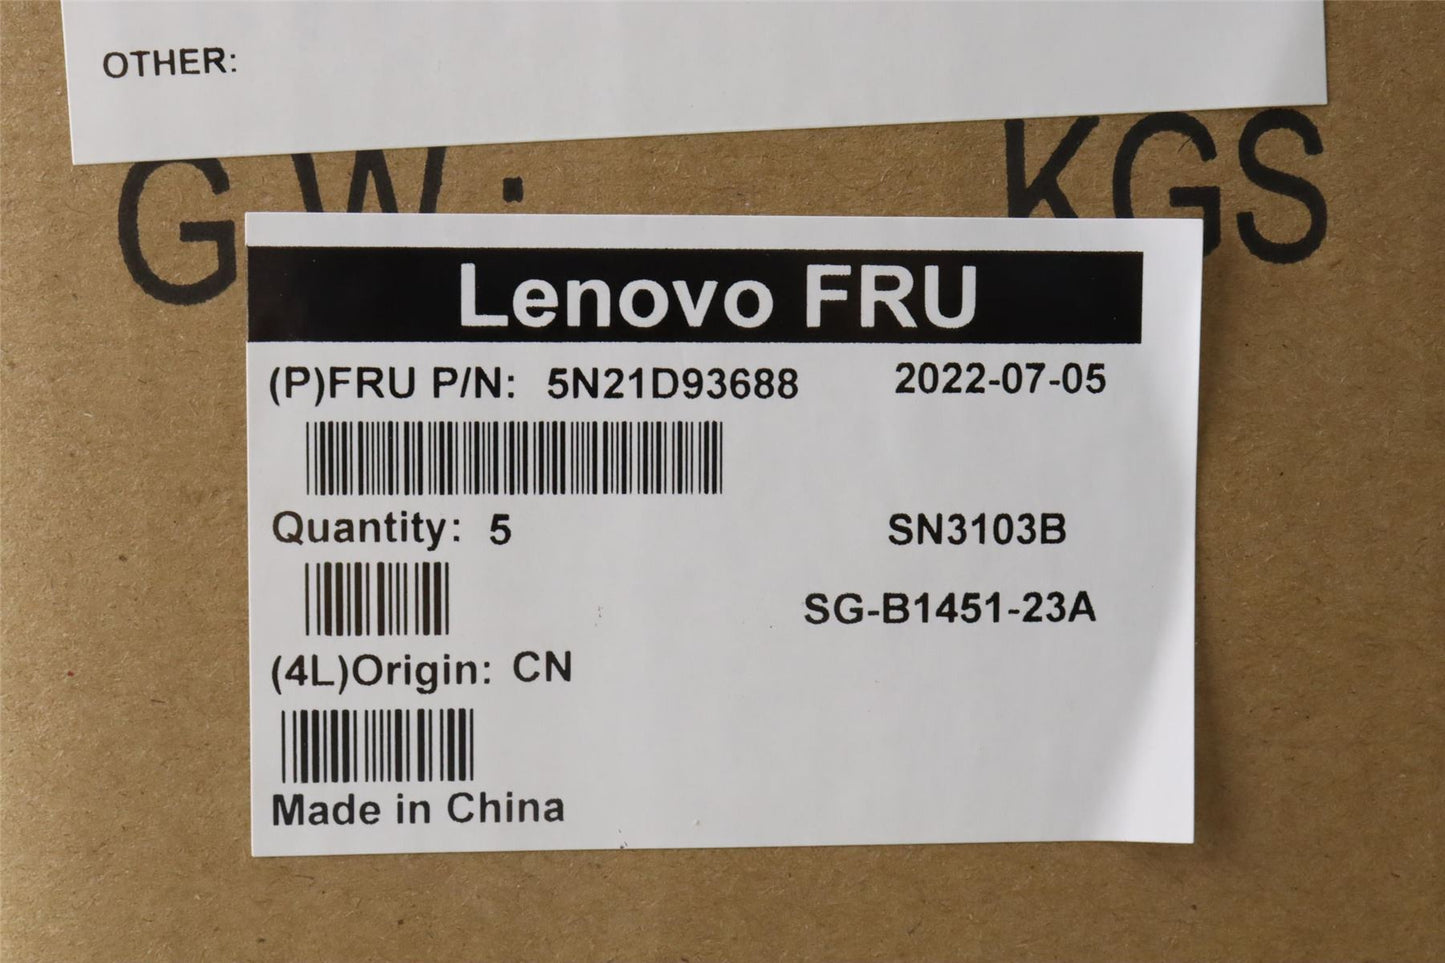 OTHER:
G.W.: KGS
Lenovo FRU
(P)FRU P/N: 5N21D93688 2022-07-05
Quantity: 5 SN3103B
SG-B1451-23A
(4L)Origin: CN
Made in China